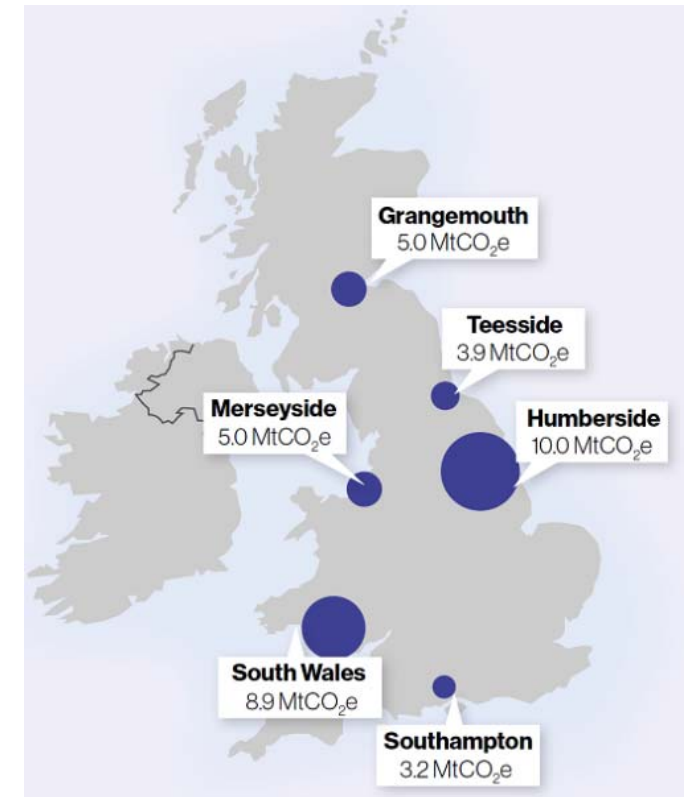 Grangemouth
5.0 MtCO₂e
Teesside
3.9 MtCO₂e
Merseyside
5.0 MtCO₂e
Humberside
10.0 MtCO₂e
South Wales
8.9 MtCO₂e
Southampton
3.2 MtCO₂e